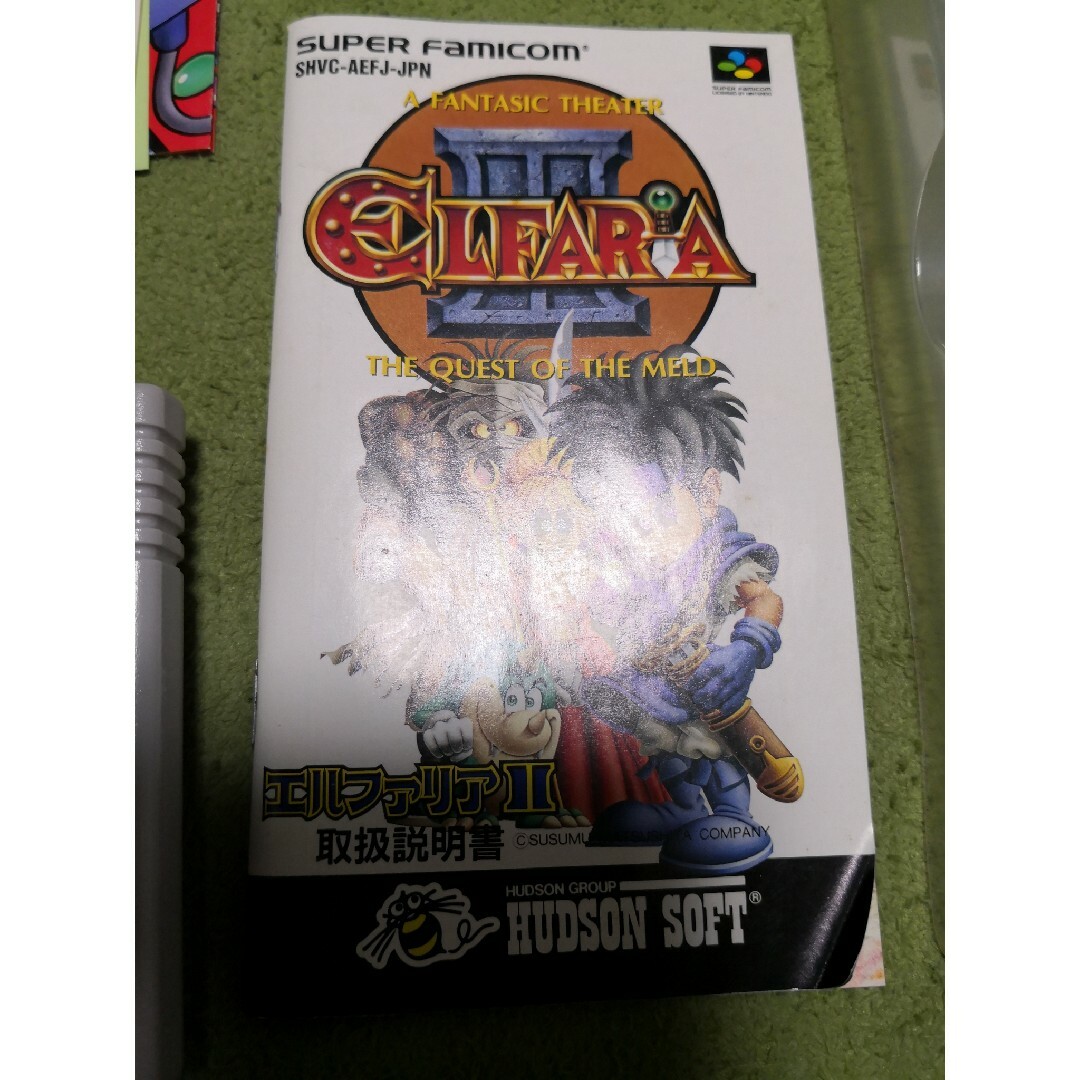 SUPER FAMICOM
SHVC-AEFJ-JPN
SUPER FAMICOM
A FANTASIC THEATER
II
ELFARIA
THE QUEST OF THE MELD
エルファリアII
取扱説明書
©SUSUMU COMPANY
HUDSON GROUP
HUDSON SOFT®